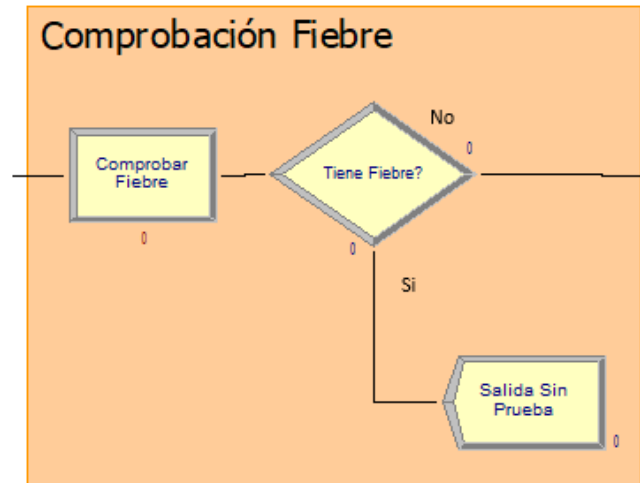 Comprobación Fiebre
No
Comprobar
Fiebre
Tiene Fiebre?
0
0
0
Si
Salida Sin
Prueba
0